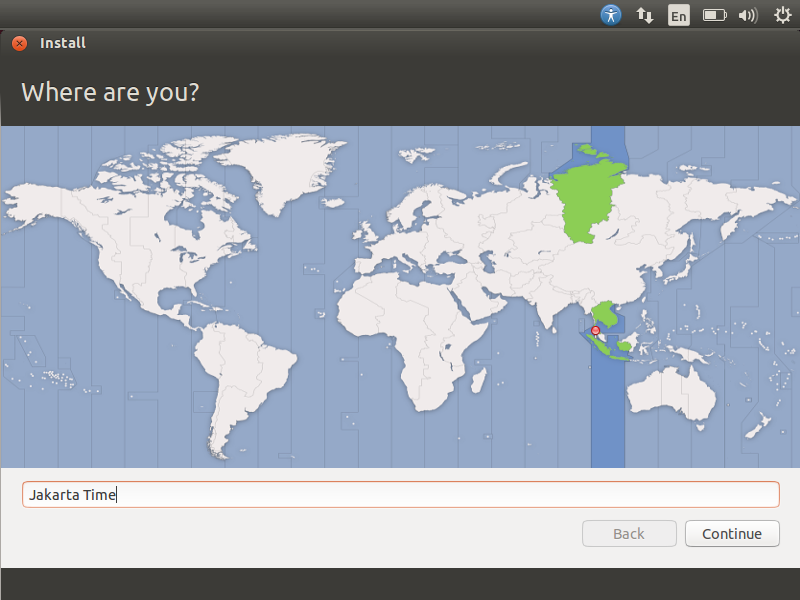 En
Install
Where are you?
Jakarta Time
Back
Continue